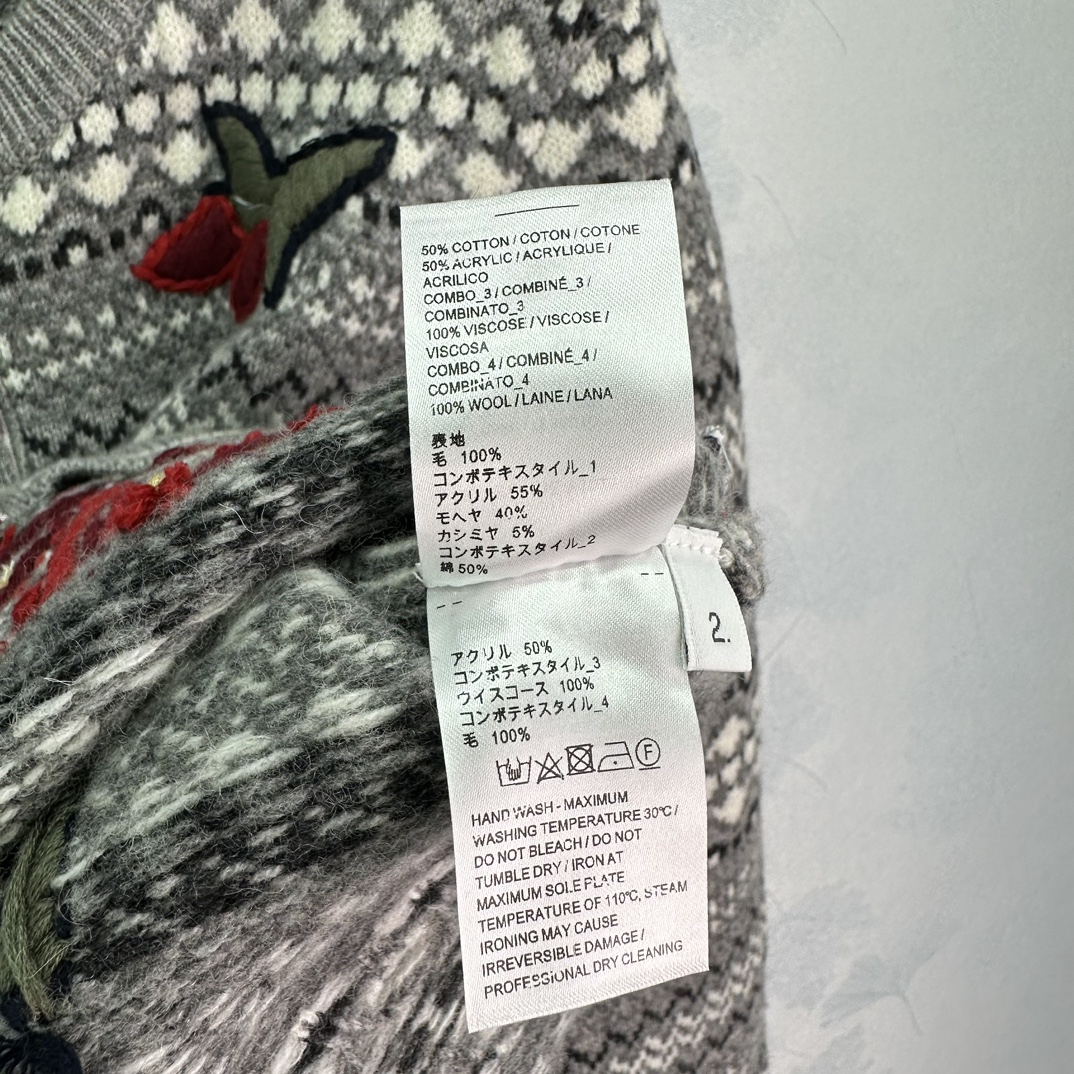 50% COTTON / COTON / COTONE
50% ACRYLIC / ACRYLIQUE /
ACRILICO
COMBO_3 / COMBINÉ_3 /
COMBINATO_3
100% VISCOSE / VISCOSE /
VISCOSA
COMBO_4 / COMBINÉ_4 /
COMBINATO_4
100% WOOL / LAINE / LANA
表地
毛 100%
コンポテキスタイル_1
アクリル 55%
モヘヤ 40%
カシミヤ 5%
コンポテキスタイル_2
綿 50%
2.
アクリル 50%
コンポテキスタイル_3
ウイスコース 100%
コンポテキスタイル_4
毛 100%
F
HAND WASH - MAXIMUM
WASHING TEMPERATURE 30°C /
DO NOT BLEACH / DO NOT
TUMBLE DRY / IRON AT
MAXIMUM SOLE PLATE
TEMPERATURE OF 110°C, STEAM
IRONING MAY CAUSE
IRREVERSIBLE DAMAGE /
PROFESSIONAL DRY CLEANING